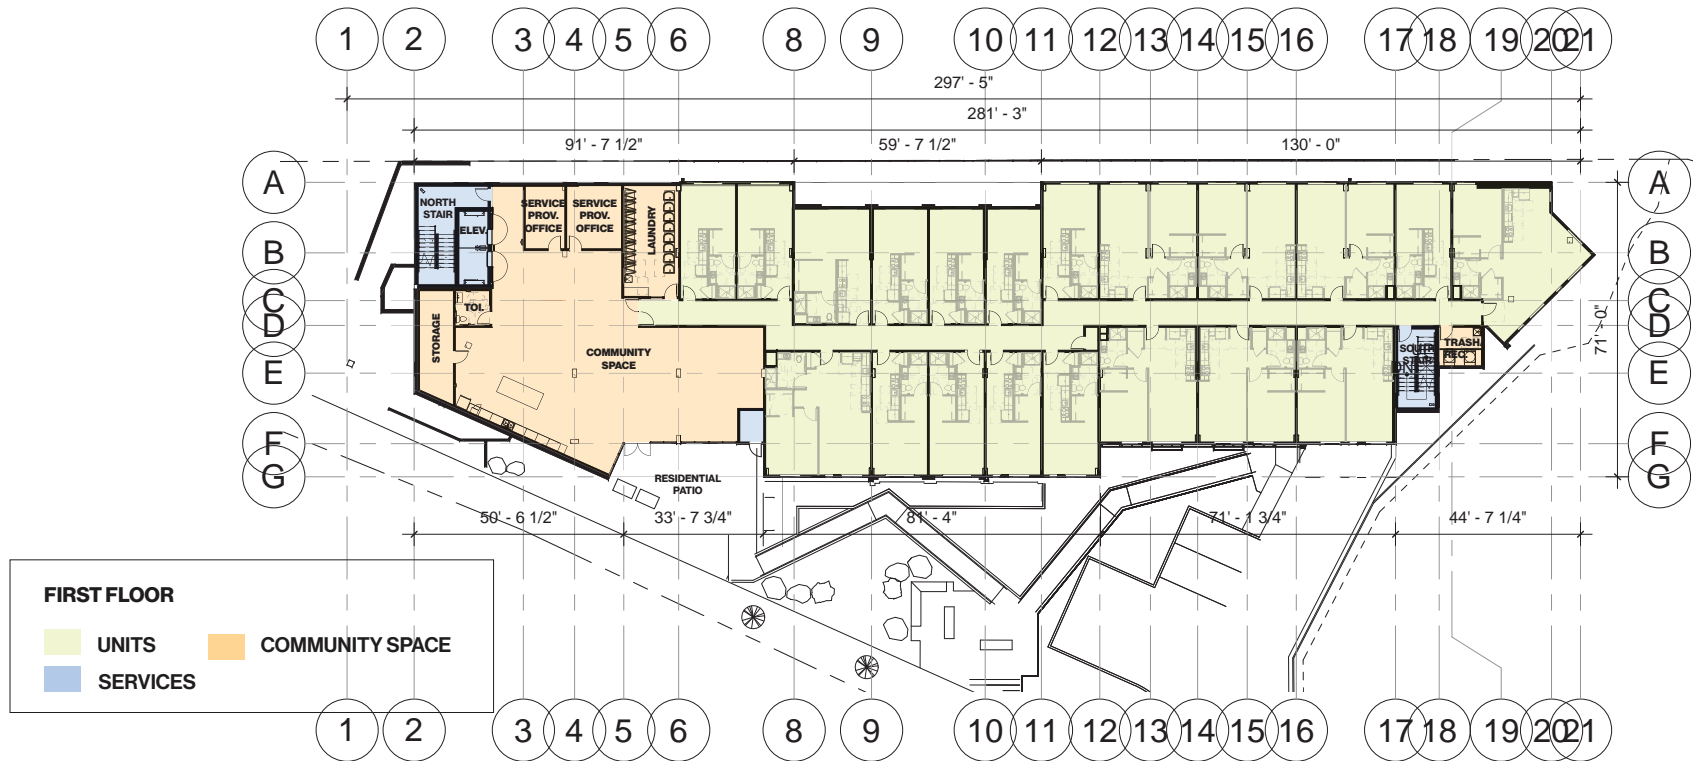 1 2 3 4 5 6 8 9 10 11 12 13 14 15 16 17 18 19 20 21
297' - 5"
281' - 3"
91' - 7 1/2" 59' - 7 1/2" 130' - 0"
A A
NORTH
STAIR
ELEV.
SERVICE
PROV.
OFFICE
SERVICE
PROV.
OFFICE
LAUNDRY
B B
C C
TOI.
D D
STORAGE
COMMUNITY
SPACE
71' - 0"
SOUTH
STAIR
DN
TRASH/
REC.
E E
F F
G G
RESIDENTIAL
PATIO
50' - 6 1/2" 33' - 7 3/4" 81' - 4" 71' - 1 3/4" 44' - 7 1/4"
FIRST FLOOR
UNITS COMMUNITY SPACE
SERVICES
1 2 3 4 5 6 8 9 10 11 12 13 14 15 16 17 18 19 20 21